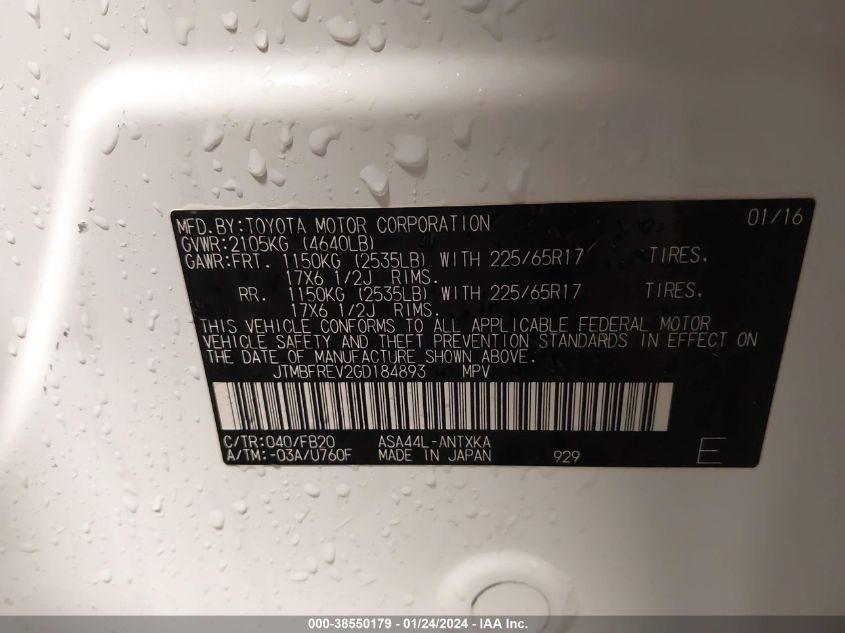 MFD. BY: TOYOTA MOTOR CORPORATION 01/16
GVWR: 2105KG (4640LB)
GAWR: FRT. 1150KG (2535LB) WITH 225/65R17 TIRES.
17X6 1/2J RIMS.
RR. 1150KG (2535LB) WITH 225/65R17 TIRES.
17X6 1/2J RIMS.
THIS VEHICLE CONFORMS TO ALL APPLICABLE FEDERAL MOTOR
VEHICLE SAFETY AND THEFT PREVENTION STANDARDS IN EFFECT ON
THE DATE OF MANUFACTURE SHOWN ABOVE.
JTMBFREV2GD184893 MPV
C/TR: 040/FB20 ASA44L-ANTXKA
A/TM: -03A/U760F MADE IN JAPAN 929 E
000-38550179 - 01/24/2024 - IAA Inc.